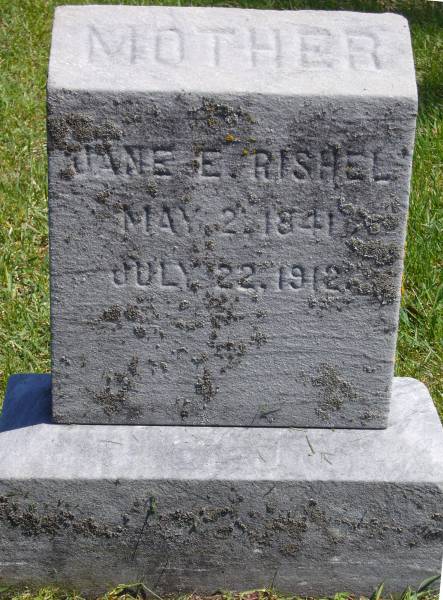 MOTHER
JANE E. RISHEL
MAY. 2. 1841
JULY. 22. 1912.